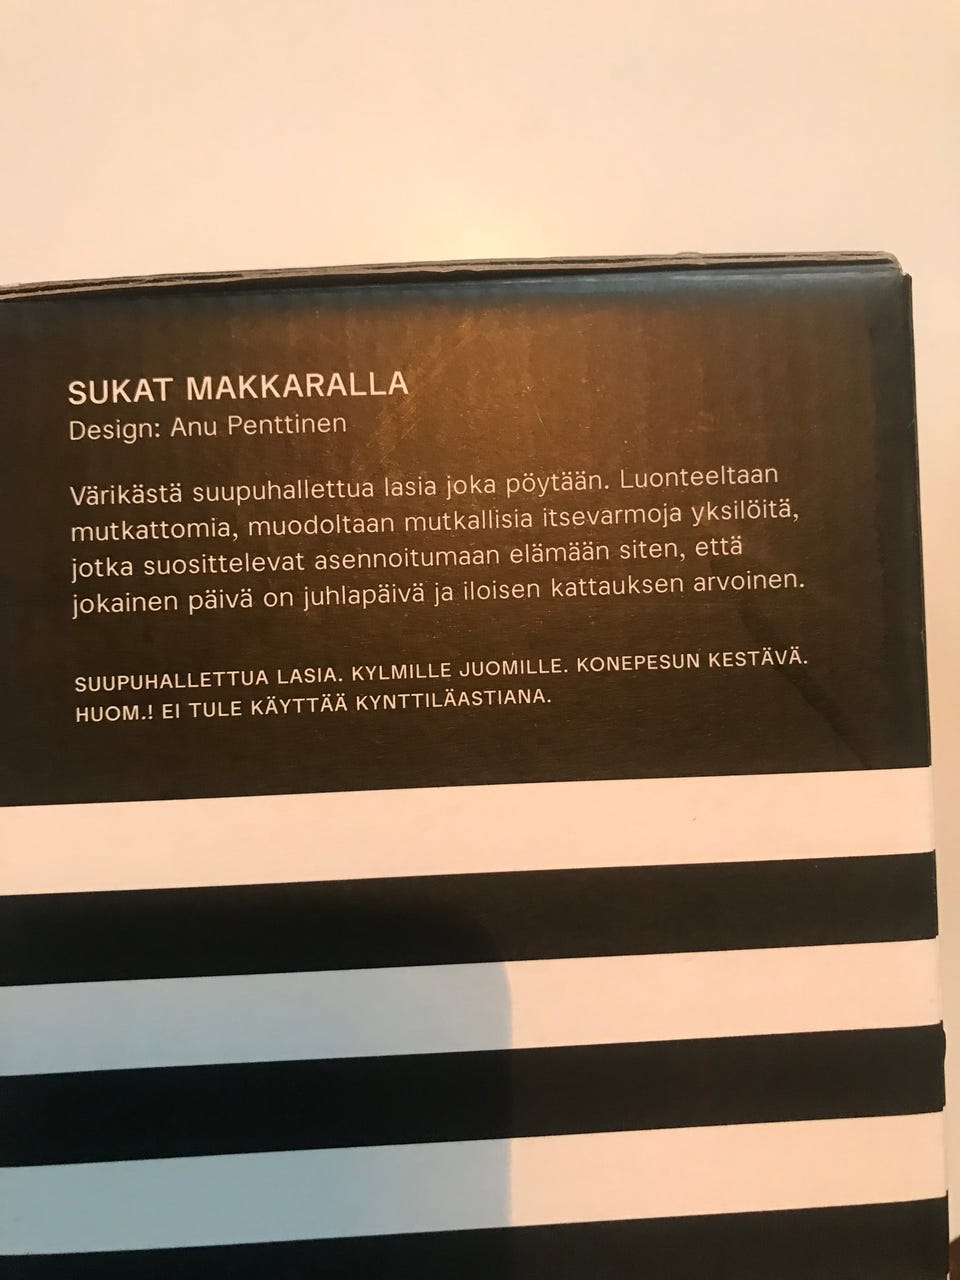 SUKAT MAKKARALLA
Design: Anu Penttinen
Värikästä suupuhallettua lasia joka pöytään. Luonteeltaan
mutkattomia, muodoltaan mutkallisia itsevarmoja yksilöitä,
jotka suosittelevat asennoitumaan elämään siten, että
jokainen päivä on juhlapäivä ja iloisen kattauksen arvoinen.
SUUPUHALLETTUA LASIA. KYLMILLE JUOMILLE. KONEPESUN KESTÄVÄ.
HUOM.! EI TULE KÄYTTÄÄ KYNTTILÄASTIANA.